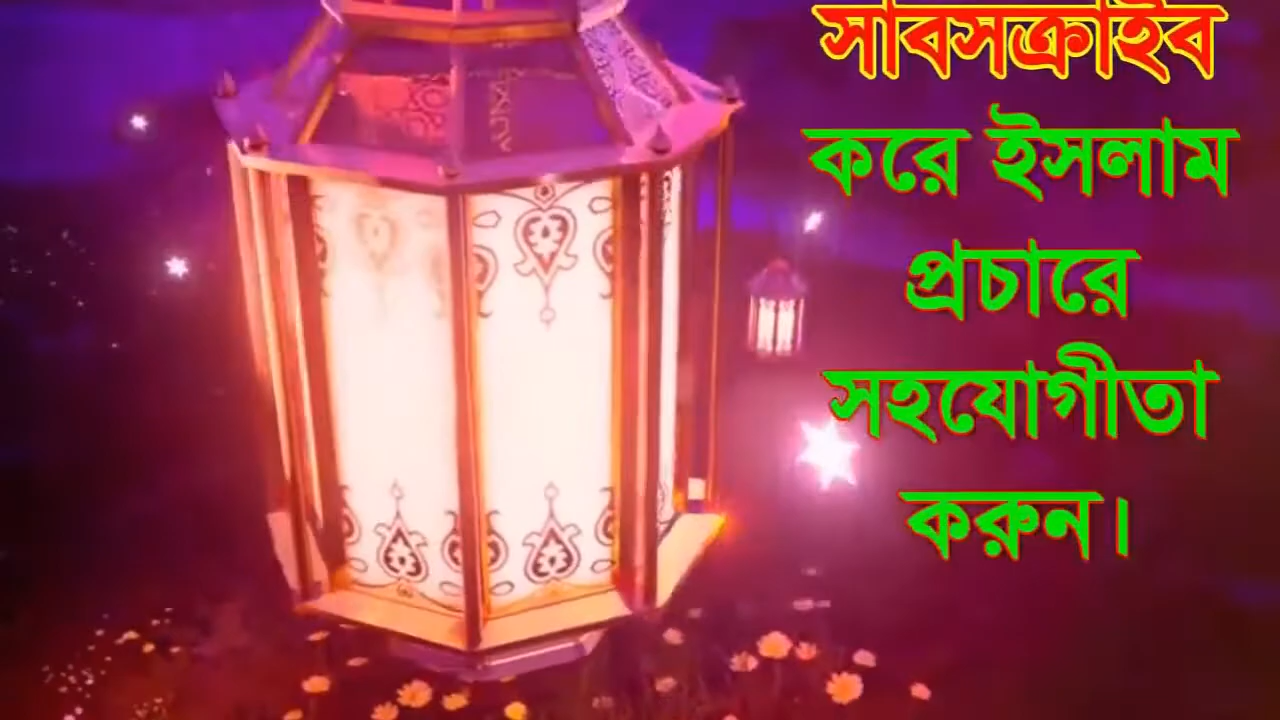 সাবসক্রাইব
করে ইসলাম
প্রচারে
সহযোগীতা
করুন।